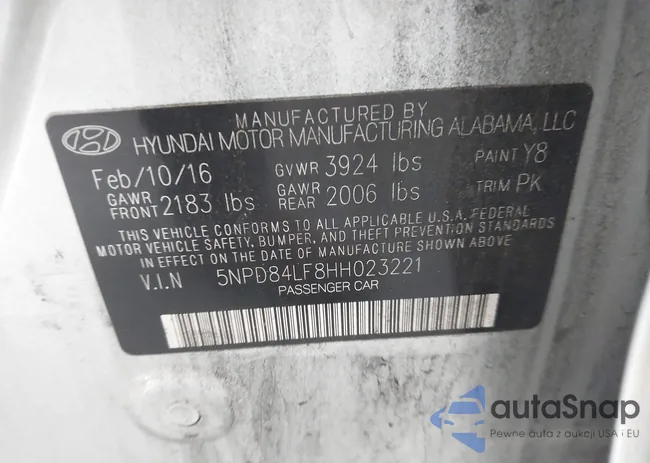 MANUFACTURED BY
HYUNDAI MOTOR MANUFACTURING ALABAMA, LLC
Feb/10/16 GVWR 3924 lbs PAINT Y8
GAWR FRONT 2183 lbs GAWR REAR 2006 lbs TRIM PK
THIS VEHICLE CONFORMS TO ALL APPLICABLE U.S.A. FEDERAL
MOTOR VEHICLE SAFETY, BUMPER, AND THEFT PREVENTION STANDARDS
IN EFFECT ON THE DATE OF MANUFACTURE SHOWN ABOVE
V.I.N 5NPD84LF8HH023221
PASSENGER CAR
autaSnap
Pewne auta z aukcji USA i EU